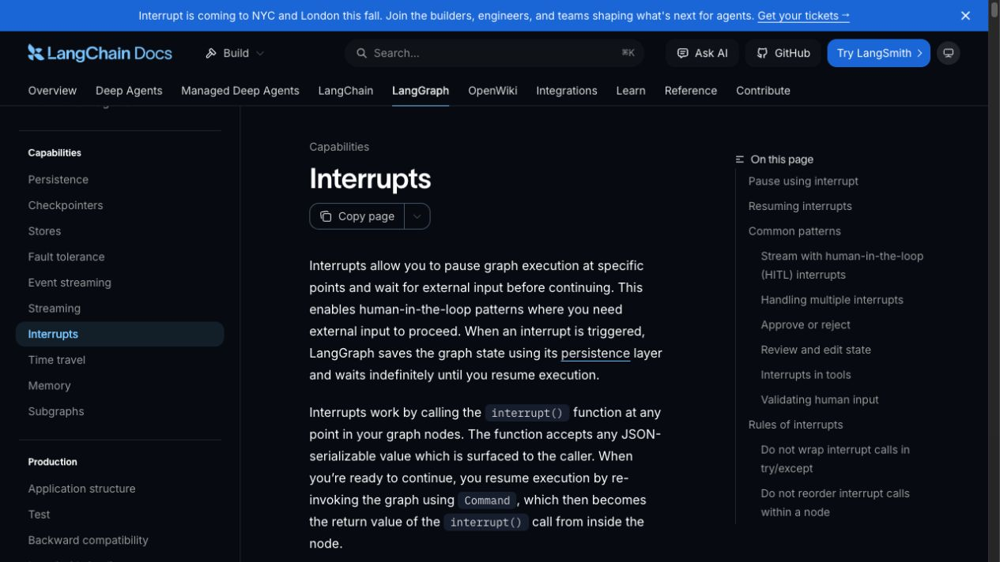 Interrupt is coming to NYC and London this fall. Join the builders, engineers, and teams shaping what's next for agents. Get your tickets →
LangChain Docs
Build
Search...
⌘K
Ask AI
GitHub
Try LangSmith
Overview
Deep Agents
Managed Deep Agents
LangChain
LangGraph
OpenWiki
Integrations
Learn
Reference
Contribute
Capabilities
Persistence
Checkpointers
Stores
Fault tolerance
Event streaming
Streaming
Interrupts
Time travel
Memory
Subgraphs
Production
Application structure
Test
Backward compatibility
Capabilities
Interrupts
Copy page
Interrupts allow you to pause graph execution at specific
points and wait for external input before continuing. This
enables human-in-the-loop patterns where you need
external input to proceed. When an interrupt is triggered,
LangGraph saves the graph state using its persistence layer
and waits indefinitely until you resume execution.
Interrupts work by calling the interrupt() function at any
point in your graph nodes. The function accepts any JSON-
serializable value which is surfaced to the caller. When
you’re ready to continue, you resume execution by re-
invoking the graph using Command, which then becomes
the return value of the interrupt() call from inside the
node.
On this page
Pause using interrupt
Resuming interrupts
Common patterns
Stream with human-in-the-loop
(HITL) interrupts
Handling multiple interrupts
Approve or reject
Review and edit state
Interrupts in tools
Validating human input
Rules of interrupts
Do not wrap interrupt calls in
try/except
Do not reorder interrupt calls
within a node